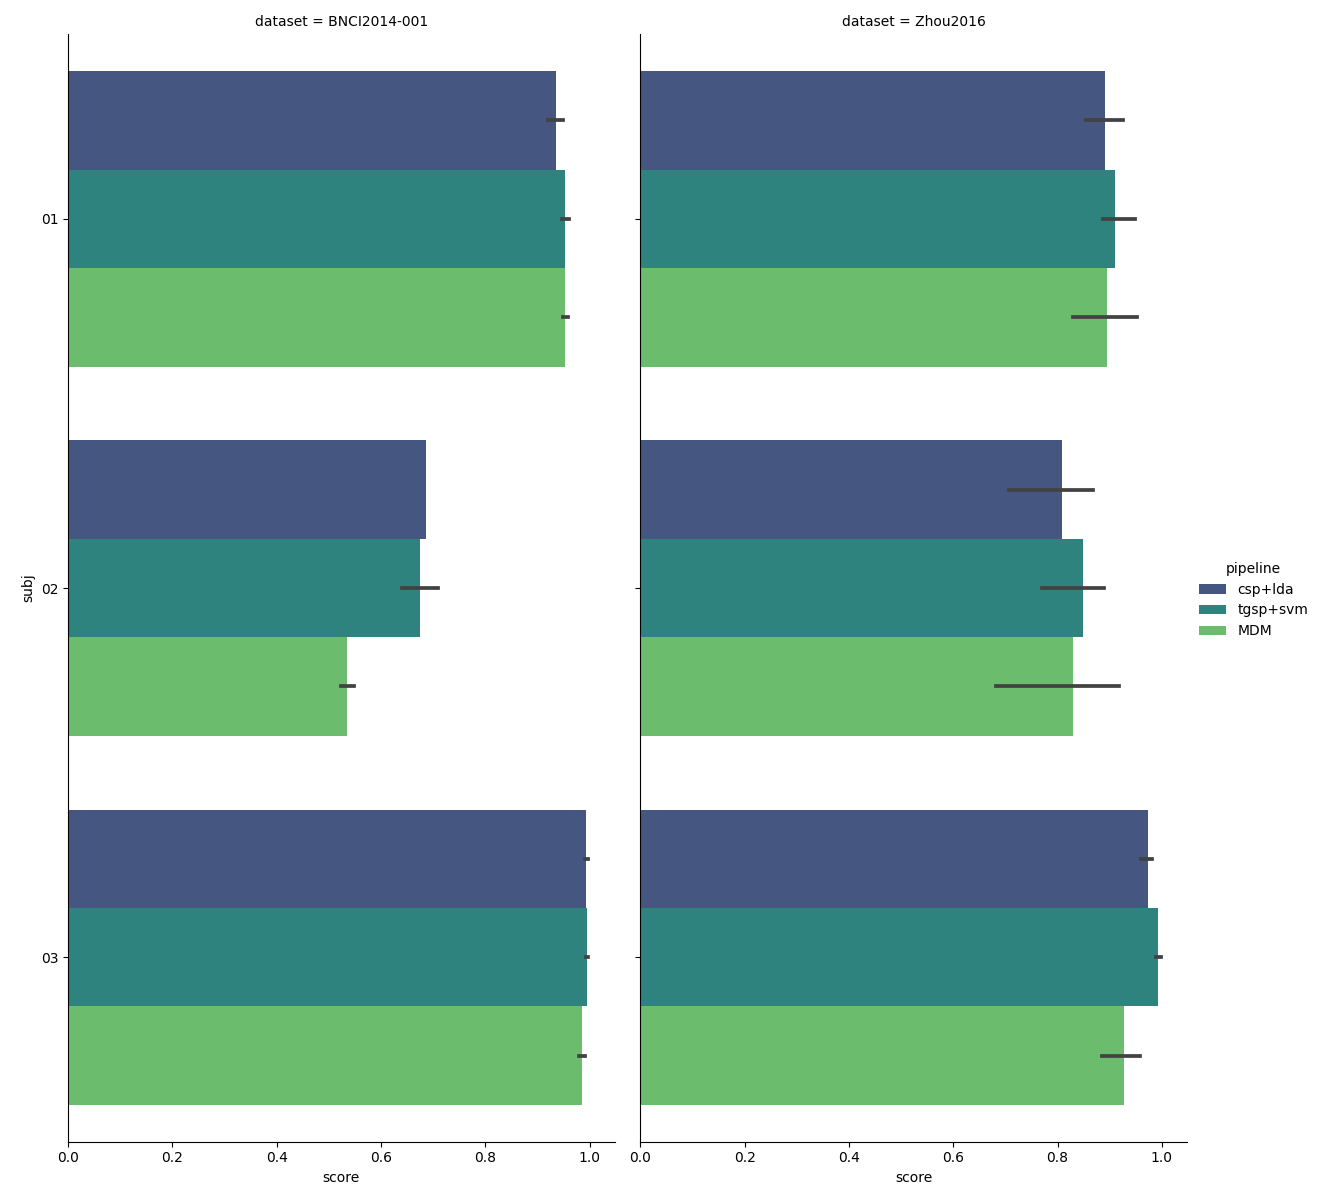 dataset = BNCI2014-001
dataset = Zhou2016
01
02
03
subj
0.0 0.2 0.4 0.6 0.8 1.0
0.0 0.2 0.4 0.6 0.8 1.0
score
score
pipeline
csp+lda
tgsp+svm
MDM